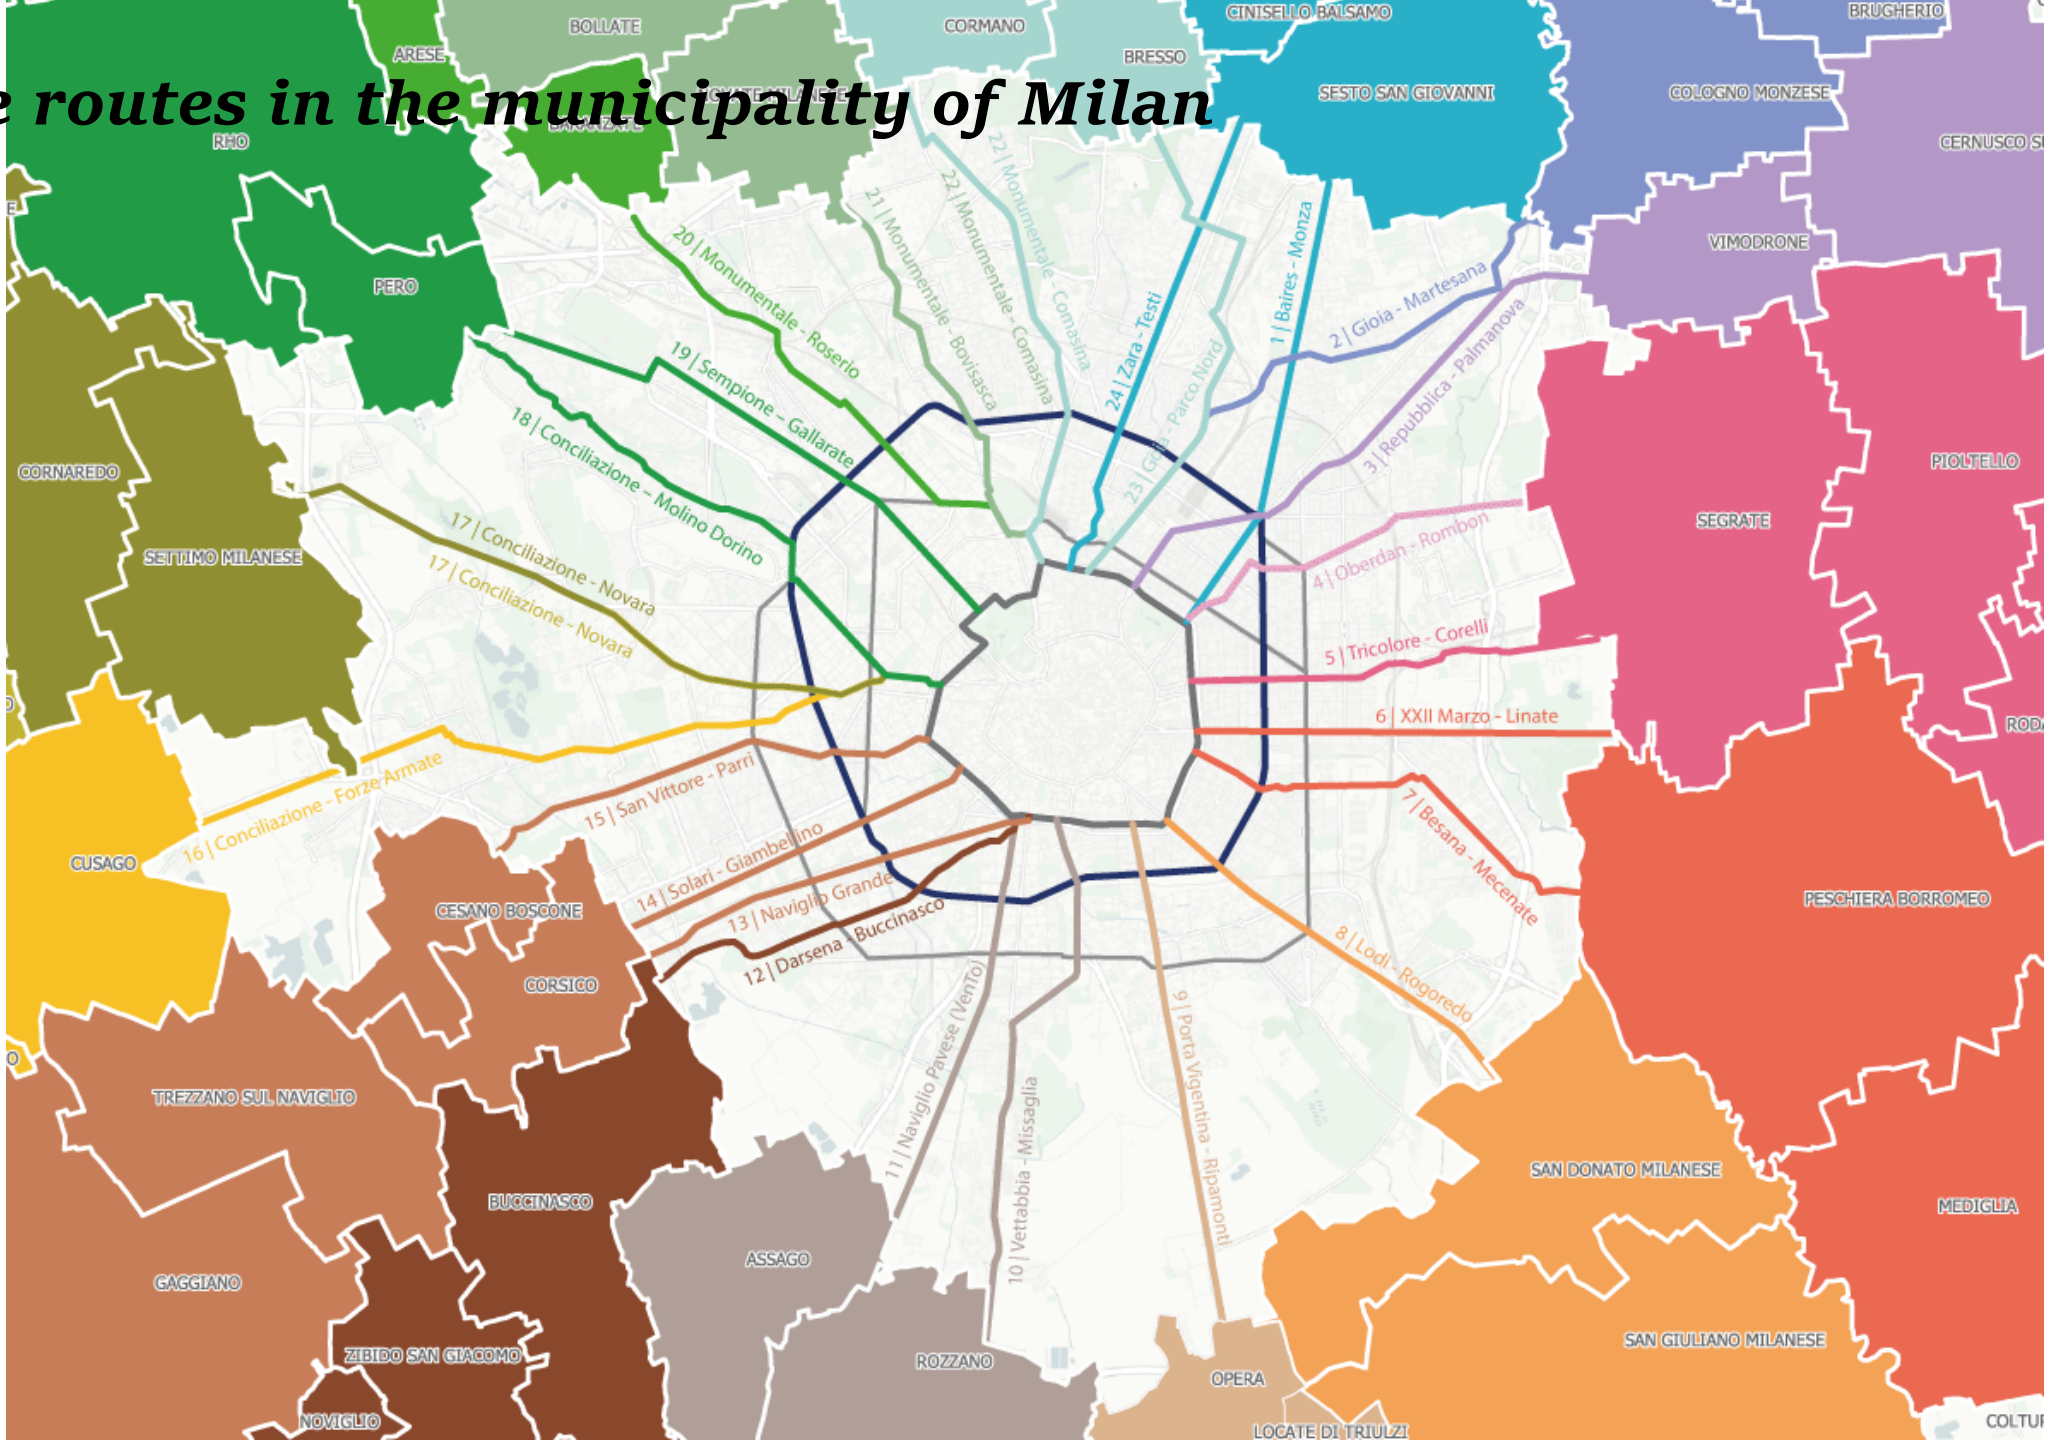 BOLLATE
CORMANO
CINISELLO BALSAMO
BRUGHERIO
ARESE
BRESSO
SESTO SAN GIOVANNI
COLOGNO MONZESE
routes in the municipality of Milan
BARANZATE
RHO
CERNUSCO
VIMODRONE
PERO
20 | Monumentale - Roserio
21 | Monumentale - Bovisasca
22 | Monumentale - Comasina
22 | Monumentale - Comasina
24 | Zara - Testi
23 | Gioia - Parco Nord
1 | Baires - Monza
2 | Gioia - Martesana
3 | Repubblica - Palmanova
19 | Sempione - Gallarate
18 | Conciliazione - Molino Dorino
CORNAREDO
PIOLTELLO
SEGRATE
SETTIMO MILANESE
17 | Conciliazione - Novara
17 | Conciliazione - Novara
4 | Oberdan - Rombon
5 | Tricolore - Corelli
6 | XXII Marzo - Linate
16 | Conciliazione - Forze Armate
15 | San Vittore - Parri
7 | Besana - Mecenate
CUSAGO
14 | Solari - Giambellino
13 | Naviglio Grande
12 | Darsena - Buccinasco
CESANO BOSCONE
PESCHIERA BORROMEO
8 | Lodi - Rogoredo
CORSICO
11 | Naviglio Pavese (VenTo)
9 | Porta Vigentina - Ripamonti
10 | Vettabbia - Missaglia
TREZZANO SUL NAVIGLIO
SAN DONATO MILANESE
BUCCINASCO
MEDIGLIA
ASSAGO
GAGGIANO
SAN GIULIANO MILANESE
ZIBIDO SAN GIACOMO
ROZZANO
OPERA
NOVIGLIO
LOCATE DI TRIULZI